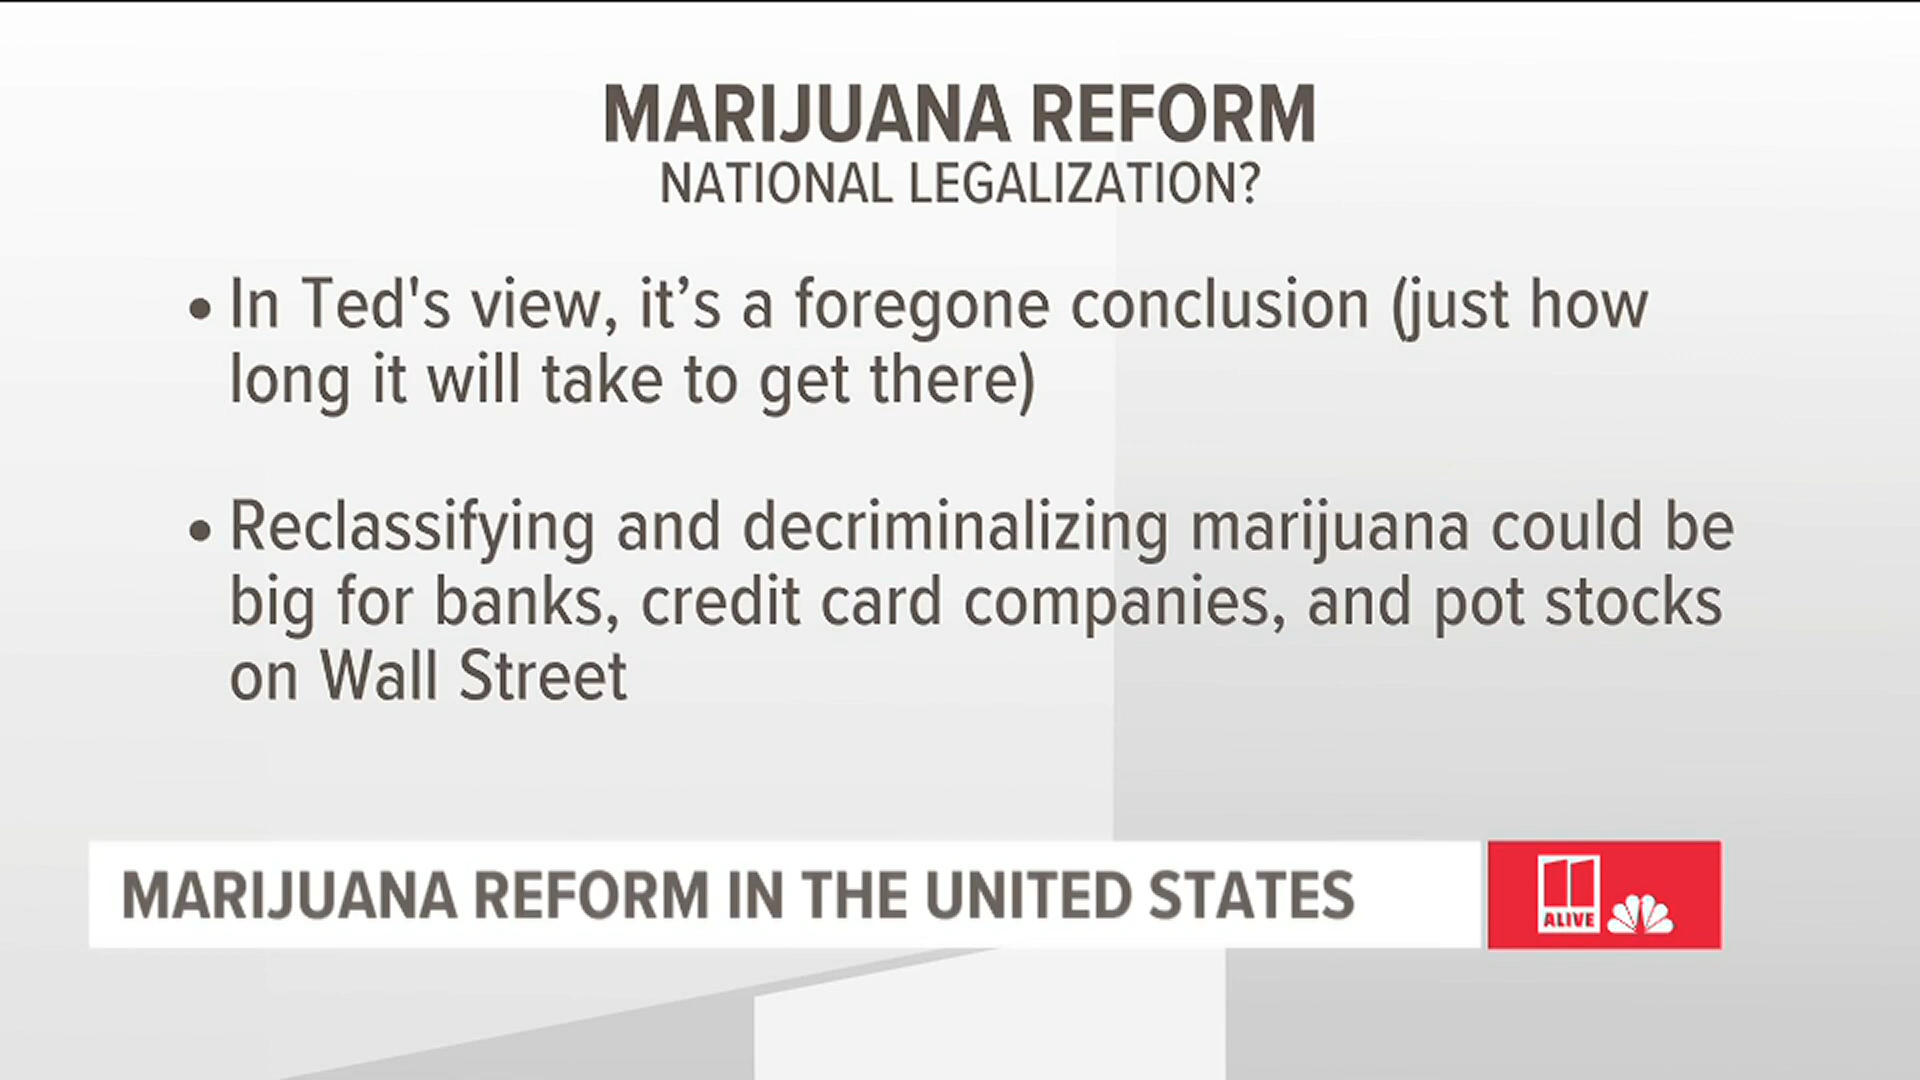 MARIJUANA REFORM
NATIONAL LEGALIZATION?
• In Ted's view, it’s a foregone conclusion (just how
long it will take to get there)
• Reclassifying and decriminalizing marijuana could be
big for banks, credit card companies, and pot stocks
on Wall Street
MARIJUANA REFORM IN THE UNITED STATES
11
ALIVE